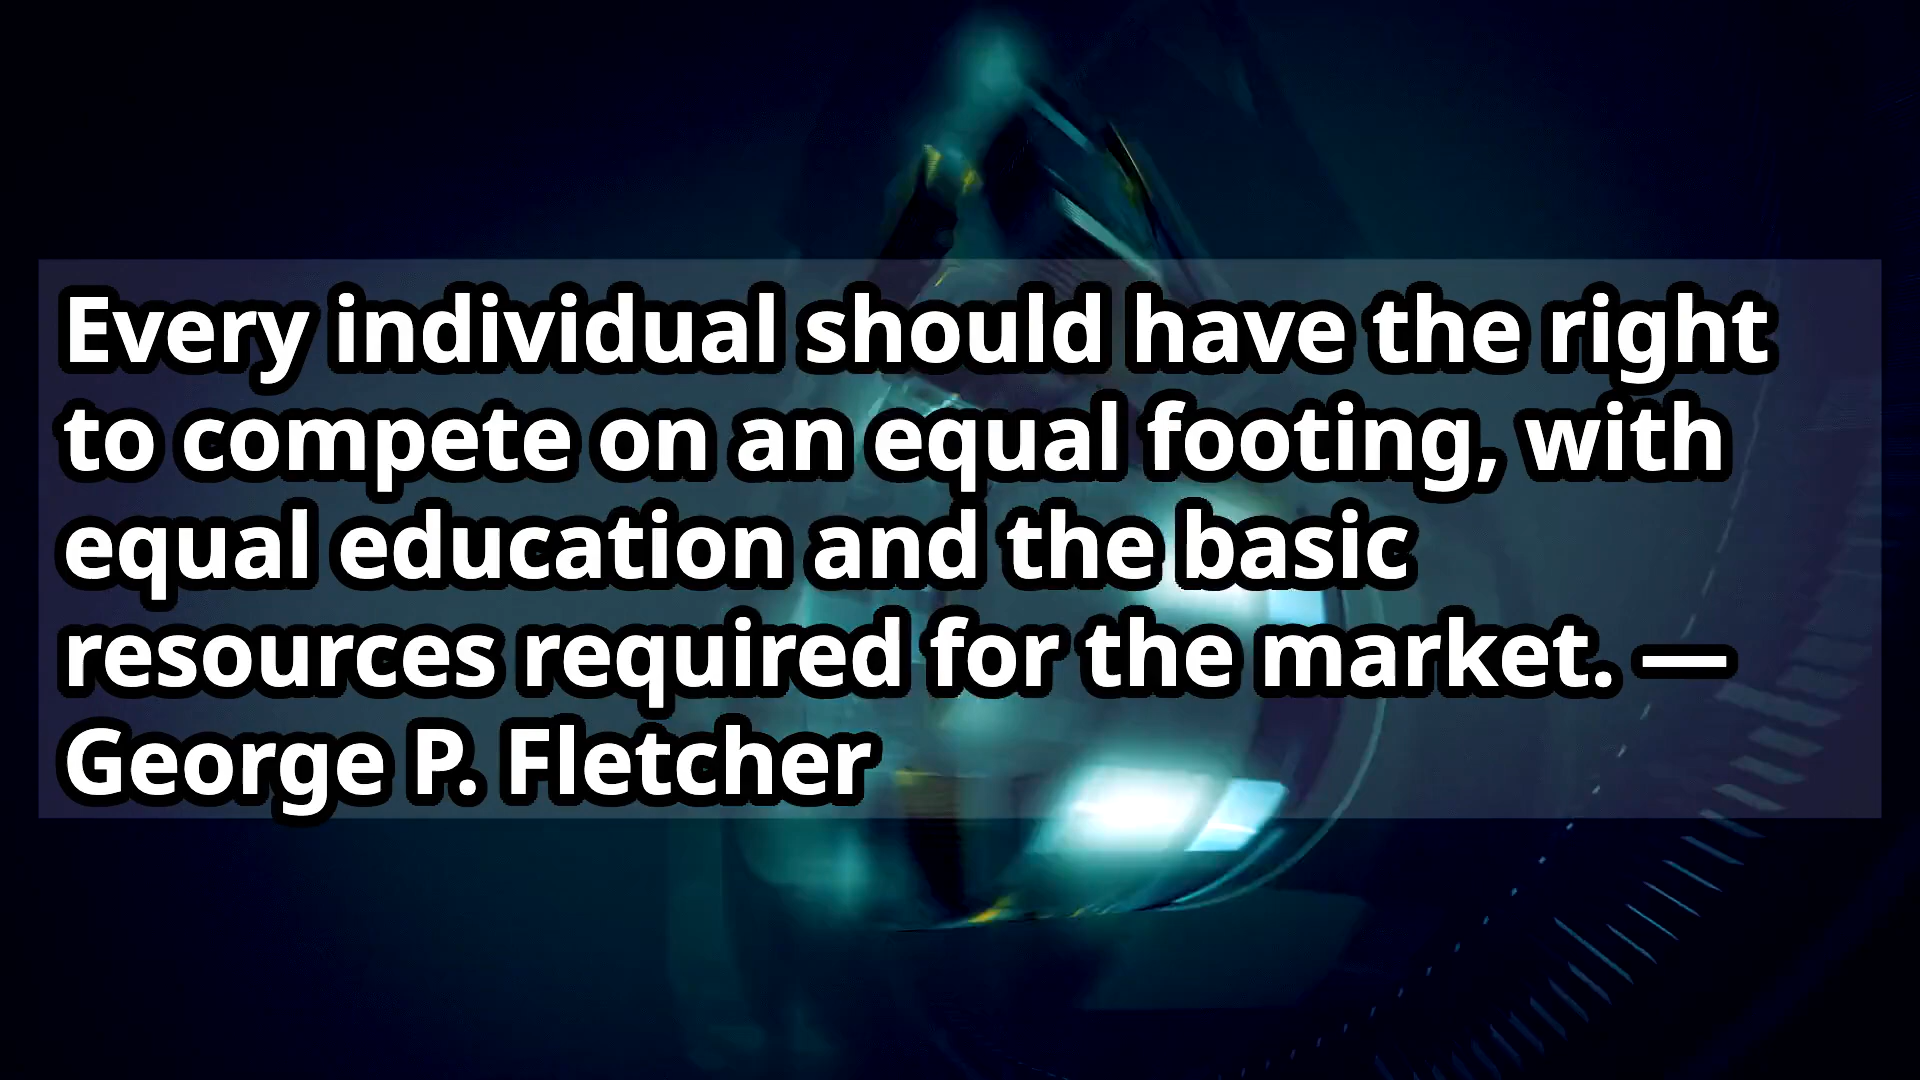 Every individual should have the right
to compete on an equal footing, with
equal education and the basic
resources required for the market. —
George P. Fletcher